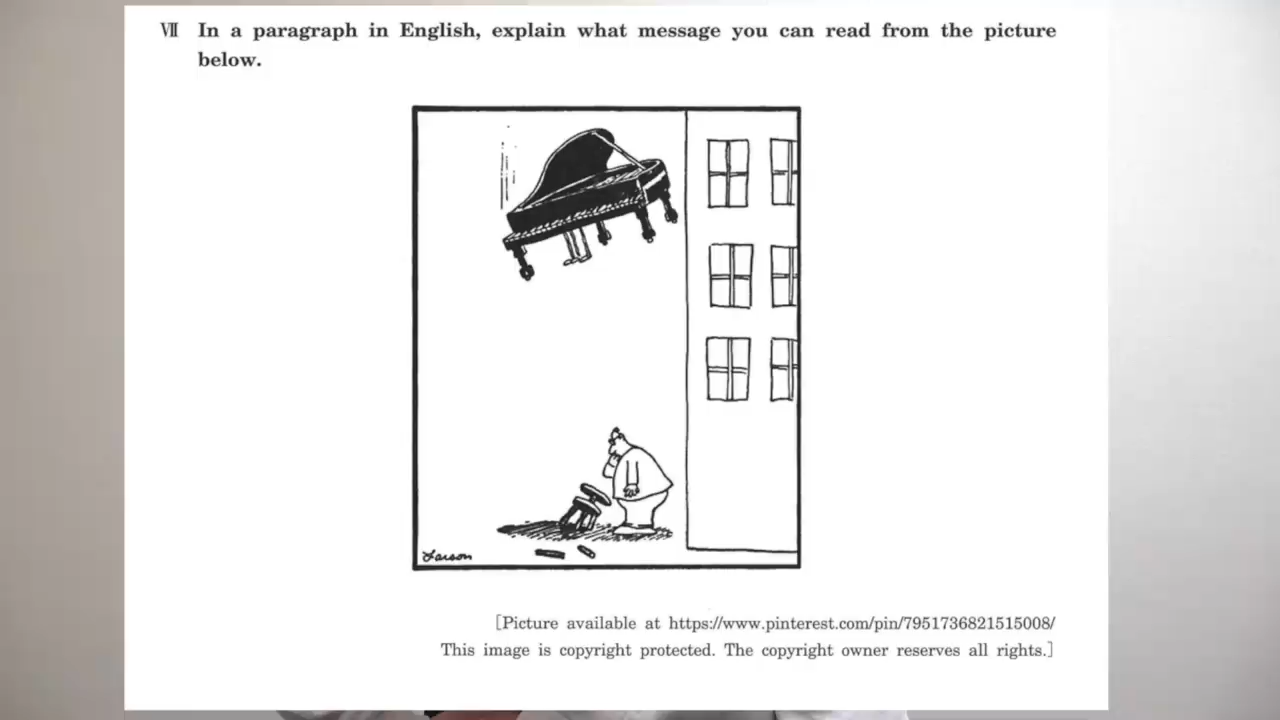 Ⅶ In a paragraph in English, explain what message you can read from the picture
below.
Larson
[Picture available at https://www.pinterest.com/pin/7951736821515008/
This image is copyright protected. The copyright owner reserves all rights.]